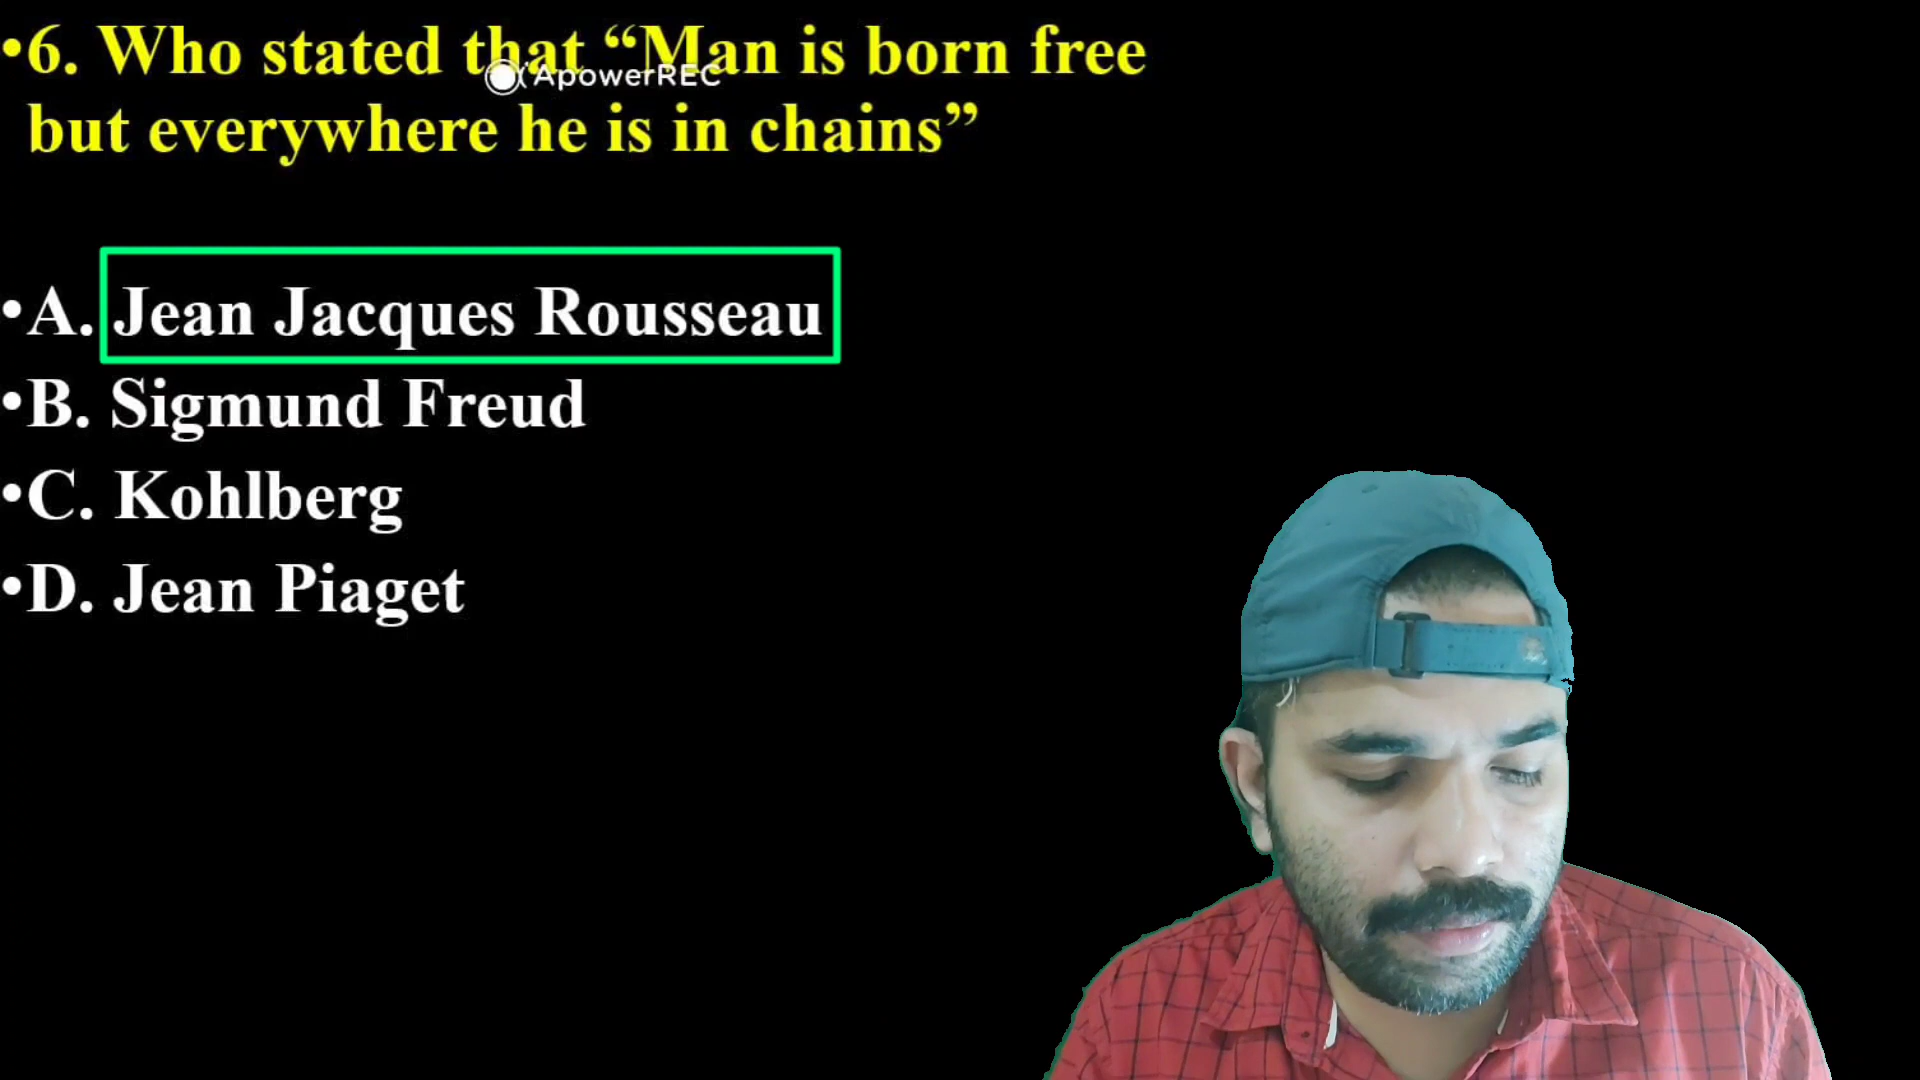 •6. Who stated that “Man is born free
ApowerREC
but everywhere he is in chains”
•A. Jean Jacques Rousseau
•B. Sigmund Freud
•C. Kohlberg
•D. Jean Piaget